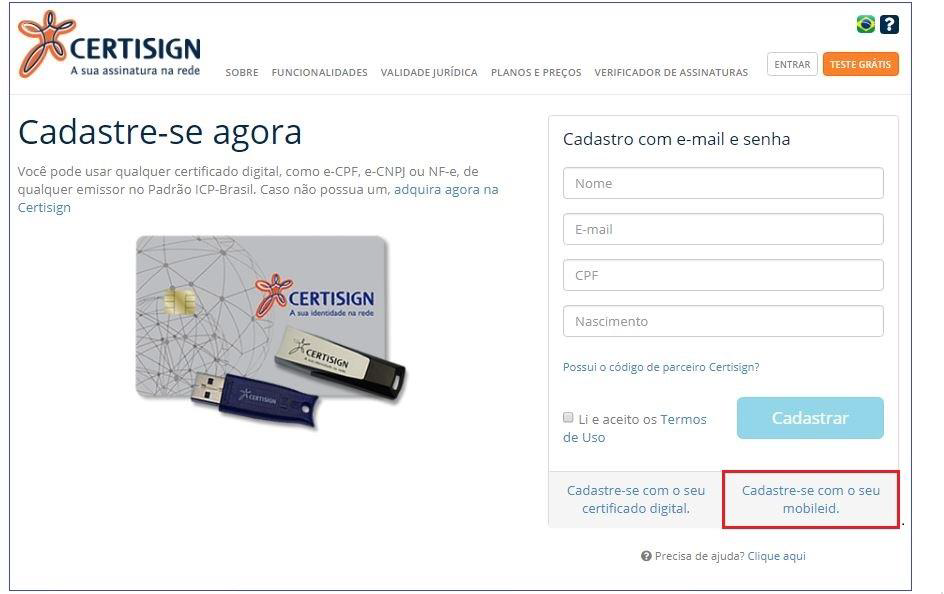 CERTISIGN
A sua assinatura na rede
SOBRE FUNCIONALIDADES VALIDADE JURÍDICA PLANOS E PREÇOS VERIFICADOR DE ASSINATURAS ENTRAR TESTE GRÁTIS
?
Cadastre-se agora
Você pode usar qualquer certificado digital, como e-CPF, e-CNPJ ou NF-e, de
qualquer emissor no Padrão ICP-Brasil. Caso não possua um, adquira agora na
Certisign
CERTISIGN
A sua identidade na rede
CERTISIGN
A sua identidade na rede
CERTISIGN
Cadastro com e-mail e senha
Nome
E-mail
CPF
Nascimento
Possui o código de parceiro Certisign?
Li e aceito os Termos
de Uso
Cadastrar
Cadastre-se com o seu
certificado digital.
Cadastre-se com o seu
mobileid.
.
? Precisa de ajuda? Clique aqui